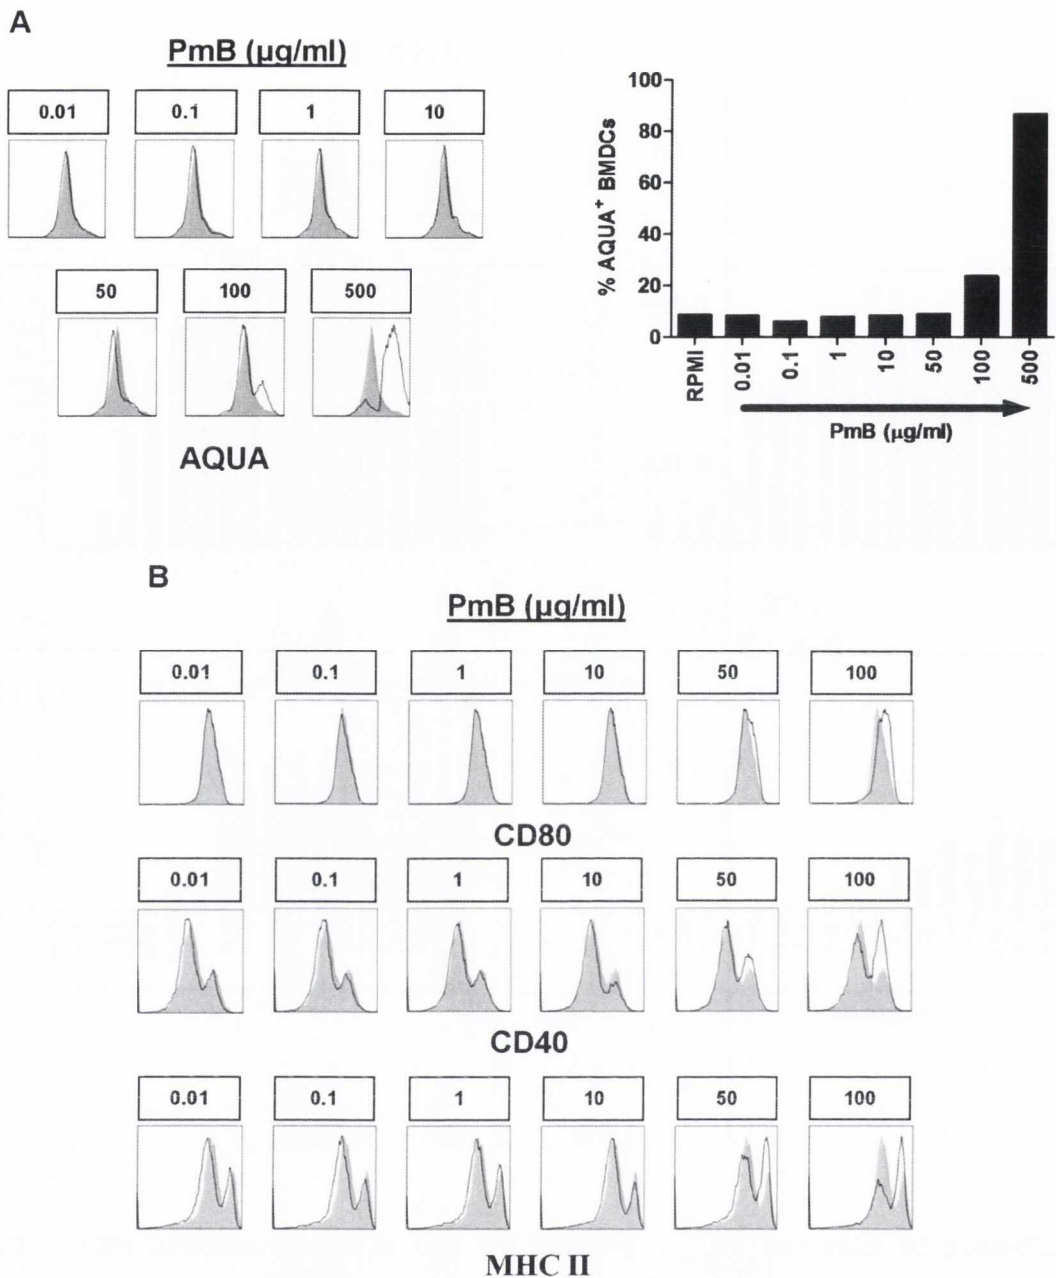 A
PmB (µg/ml)
0.01 0.1 1 10
50 100 500
AQUA
% AQUA⁺ BMDCs
100
80
60
40
20
0
RPMI 0.01 0.1 1 10 50 100 500
PmB (µg/ml)
B
PmB (µg/ml)
0.01 0.1 1 10 50 100
CD80
0.01 0.1 1 10 50 100
CD40
0.01 0.1 1 10 50 100
MHC II